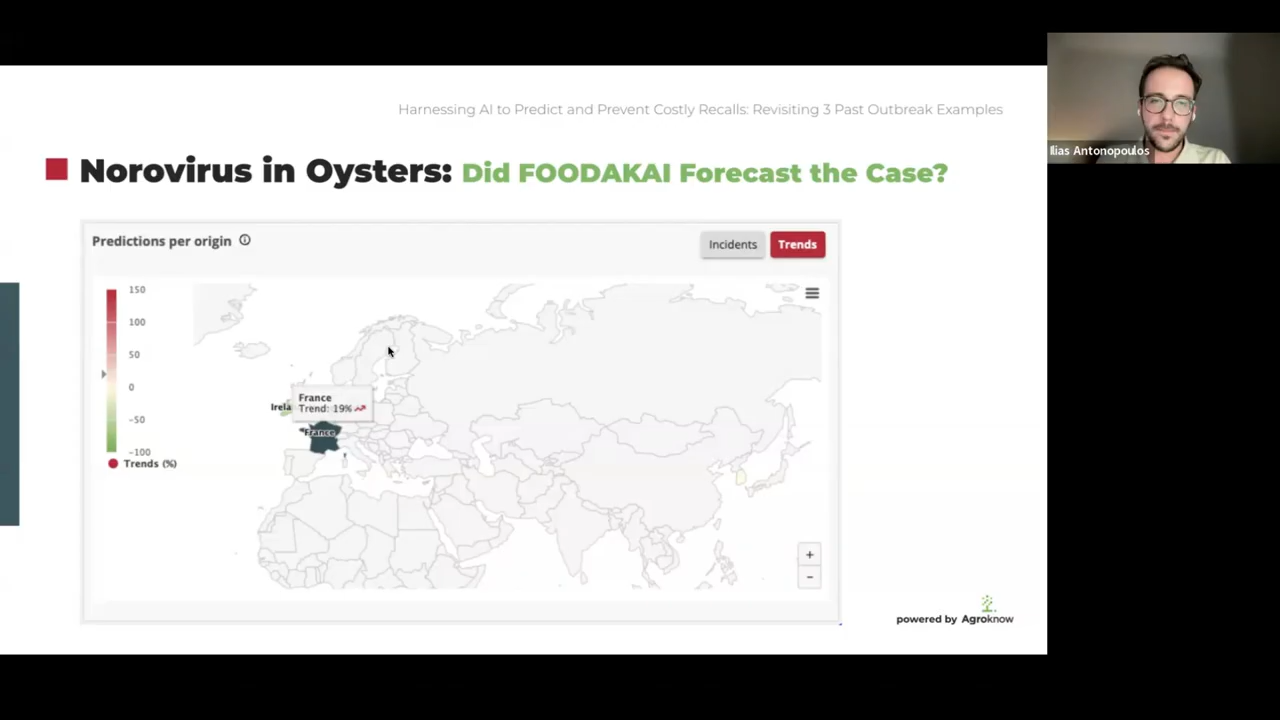 Harnessing AI to Predict and Prevent Costly Recalls: Revisiting 3 Past Outbreak Examples
Ilias Antonopoulos
Norovirus in Oysters: Did FOODAKAI Forecast the Case?
Predictions per origin
Incidents
Trends
150
100
50
0
-50
-100
Trends (%)
Irela
France
Trend: 19%
France
+
−
powered by Agroknow